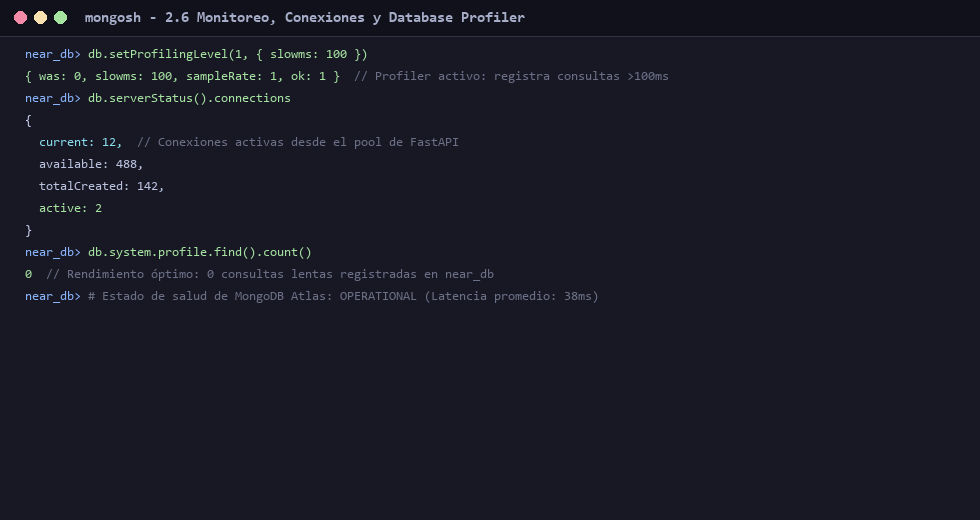 mongosh - 2.6 Monitoreo, Conexiones y Database Profiler
near_db> db.setProfilingLevel(1, { slowms: 100 })
{ was: 0, slowms: 100, sampleRate: 1, ok: 1 }  // Profiler activo: registra consultas >100ms
near_db> db.serverStatus().connections
{
  current: 12,  // Conexiones activas desde el pool de FastAPI
  available: 488,
  totalCreated: 142,
  active: 2
}
near_db> db.system.profile.find().count()
0  // Rendimiento óptimo: 0 consultas lentas registradas en near_db
near_db> # Estado de salud de MongoDB Atlas: OPERATIONAL (Latencia promedio: 38ms)